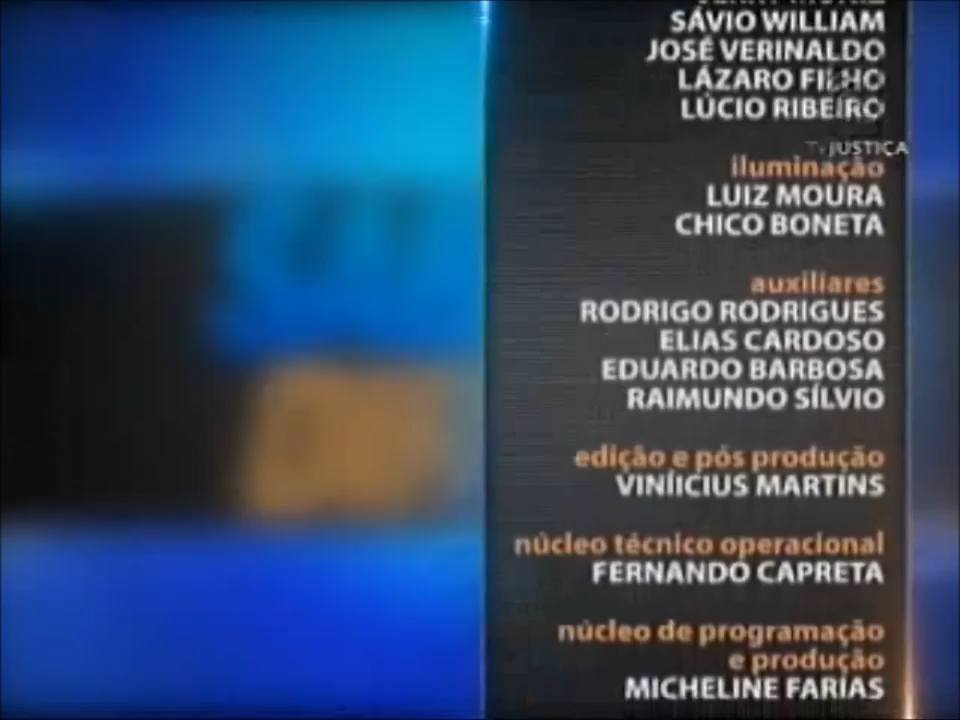 SÁVIO WILLIAM
JOSÉ VERINALDO
LÁZARO FILHO
LÚCIO RIBEIRO
TV JUSTIÇA
iluminação
LUIZ MOURA
CHICO BONETA
auxiliares
RODRIGO RODRIGUES
ELIAS CARDOSO
EDUARDO BARBOSA
RAIMUNDO SÍLVIO
edição e pós produção
VINÍICIUS MARTINS
núcleo técnico operacional
FERNANDO CAPRETA
núcleo de programação
e produção
MICHELINE FARIAS